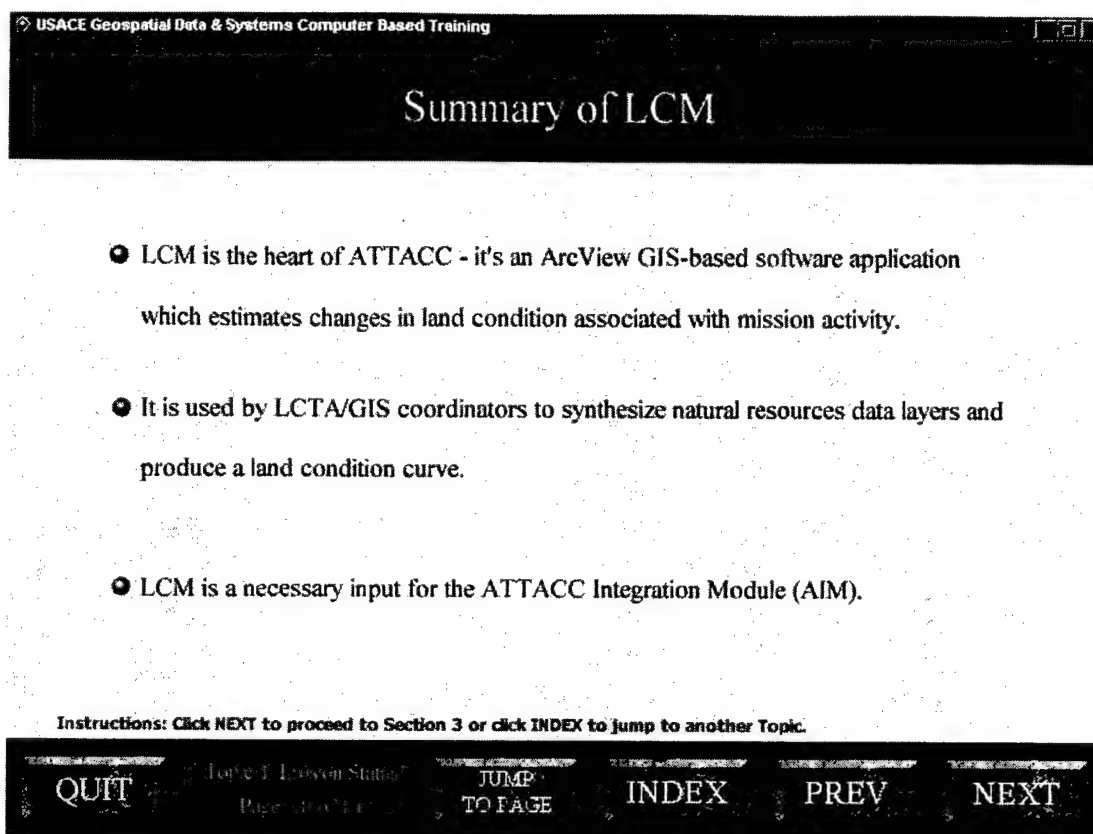 USACE Geospatial Data & Systems Computer Based Training
Summary of LCM
LCM is the heart of ATTACC - it's an ArcView GIS-based software application
which estimates changes in land condition associated with mission activity.
It is used by LCTA/GIS coordinators to synthesize natural resources data layers and
produce a land condition curve.
LCM is a necessary input for the ATTACC Integration Module (AIM).
Instructions: Click NEXT to proceed to Section 3 or click INDEX to jump to another Topic.
QUIT
JUMP
TO PAGE
INDEX
PREV
NEXT